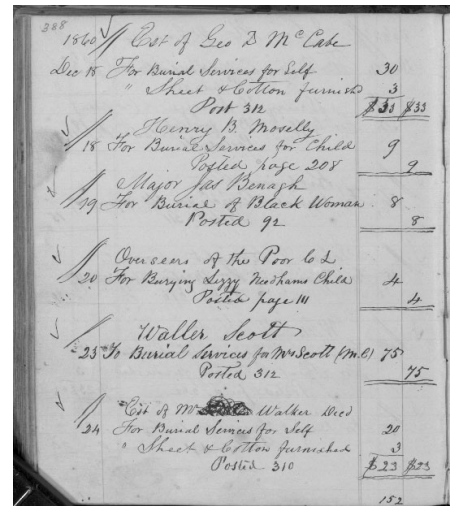 388
1860 Est of Geo D McCabe
Dec 18 For Burial Services for Self 30
" Sheet & Cotton furnished 3
Post 312 $33 $33
Henry B. Moselly
18 For Burial Services for Child 9
Posted page 208 9
Major Jas Benagh
19 For Burial of Black Woman 8
Posted 92 8
Overseers of the Poor C L
20 For Burying Lizzy Needhams Child 4
Posted page 111 4
Waller Scott
23 To Burial Services for Mrs Scott (M.C) 75
Posted 312 75
Est of Walker Decd
24 For Burial Services for Self 20
" Sheet & Cotton furnished 3
Posted 310 $23 $23
152